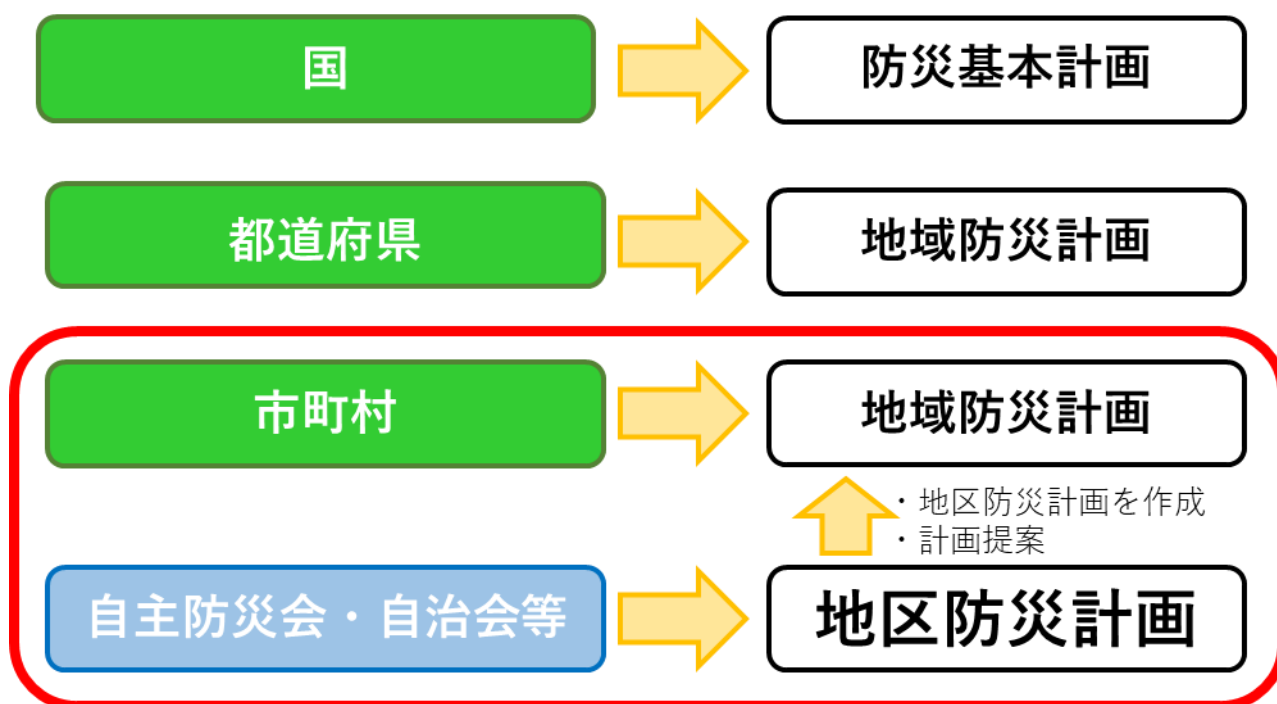 国
防災基本計画
都道府県
地域防災計画
市町村
地域防災計画
・地区防災計画を作成
・計画提案
自主防災会・自治会等
地区防災計画